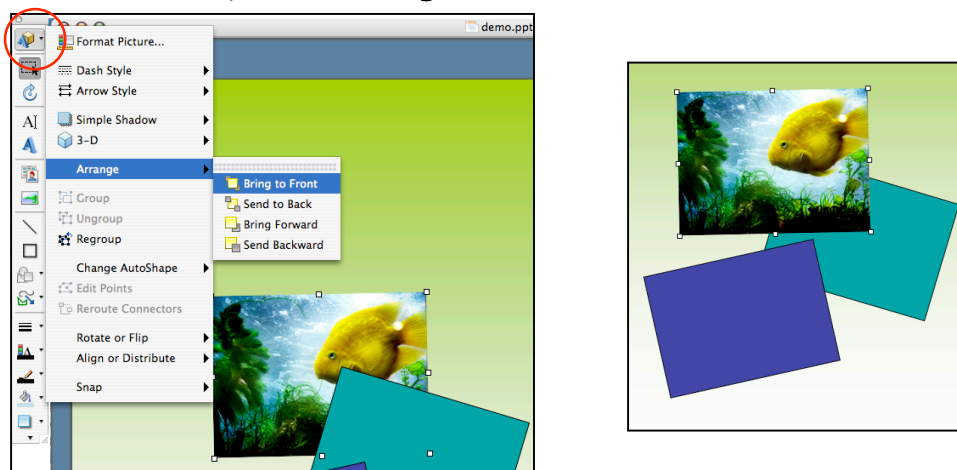 demo.ppt
Format Picture...
Dash Style
Arrow Style
Simple Shadow
3-D
Arrange
Bring to Front
Send to Back
Bring Forward
Send Backward
Group
Ungroup
Regroup
Change AutoShape
Edit Points
Reroute Connectors
Rotate or Flip
Align or Distribute
Snap
A
A